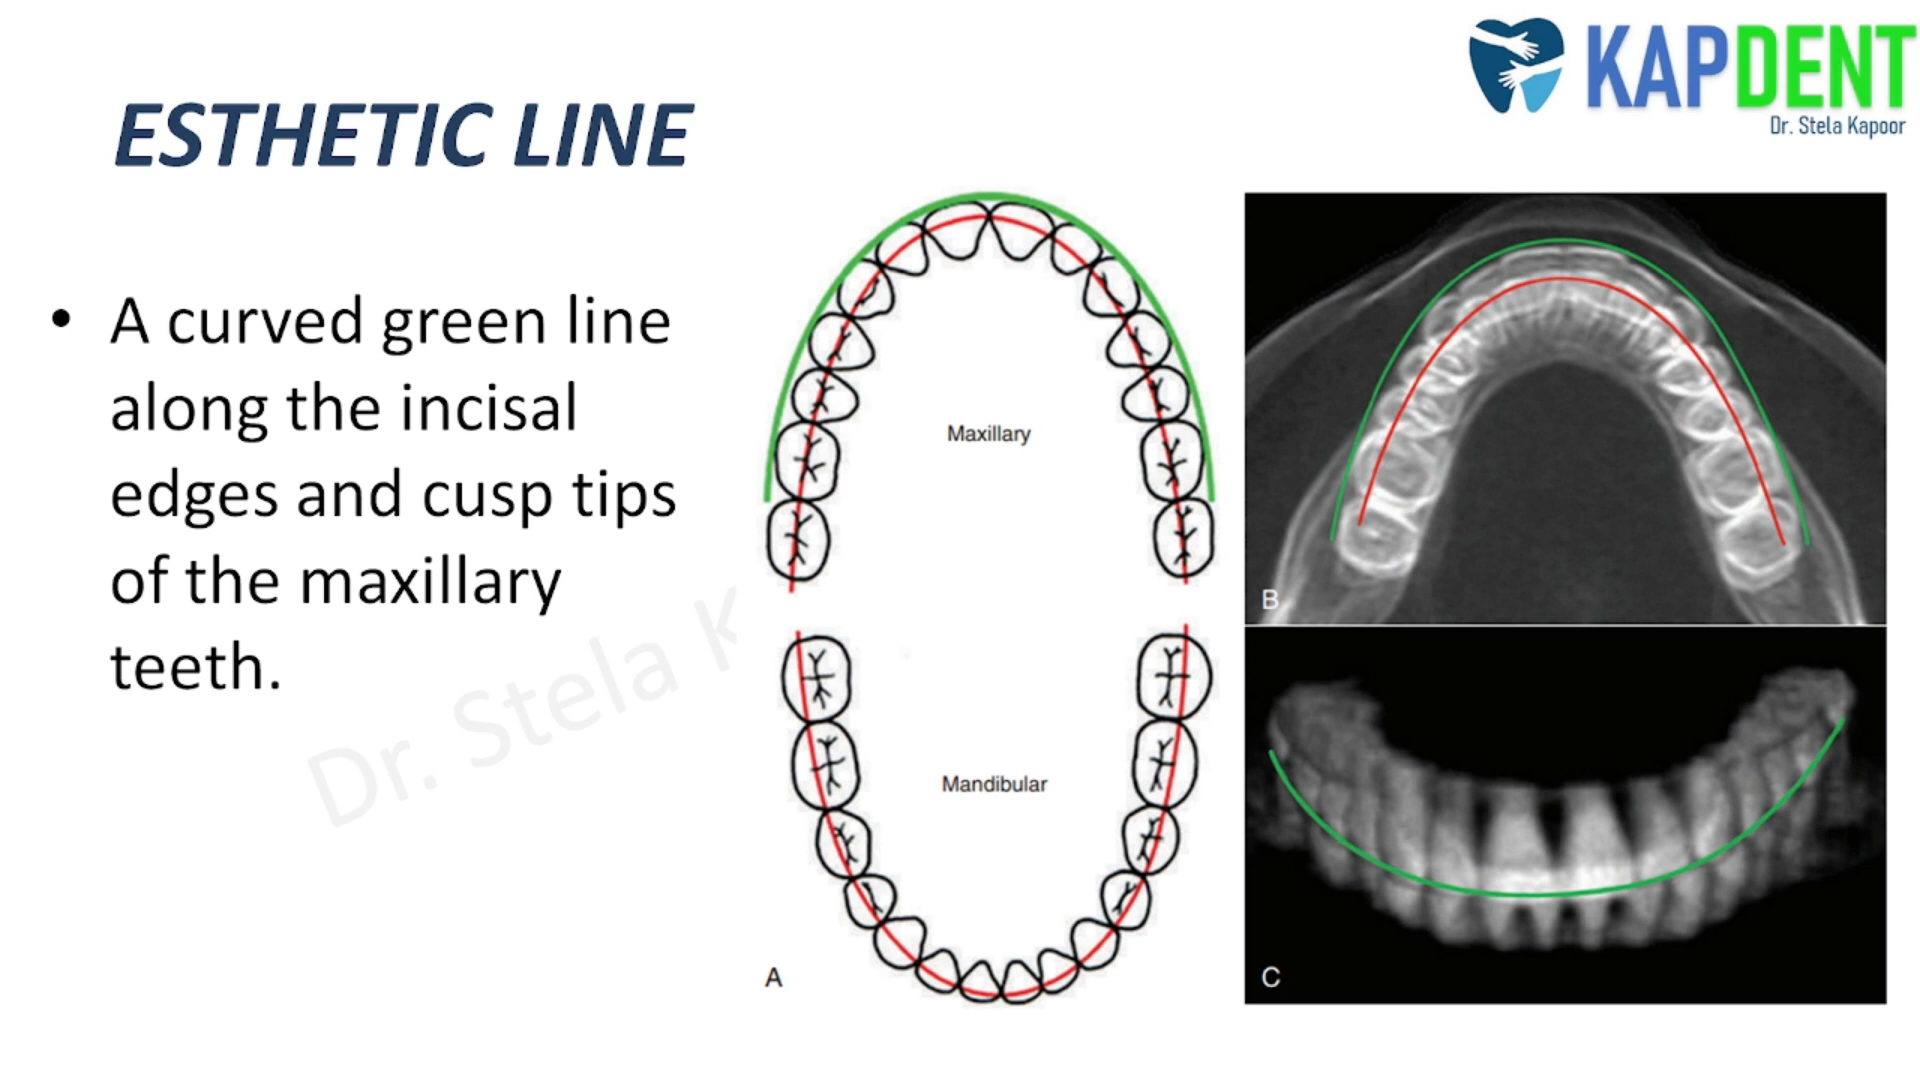 KAPDENT
Dr. Stela Kapoor
ESTHETIC LINE
• A curved green line
along the incisal
edges and cusp tips
of the maxillary
teeth.
Dr. Stela K
Maxillary
Mandibular
A
B
C